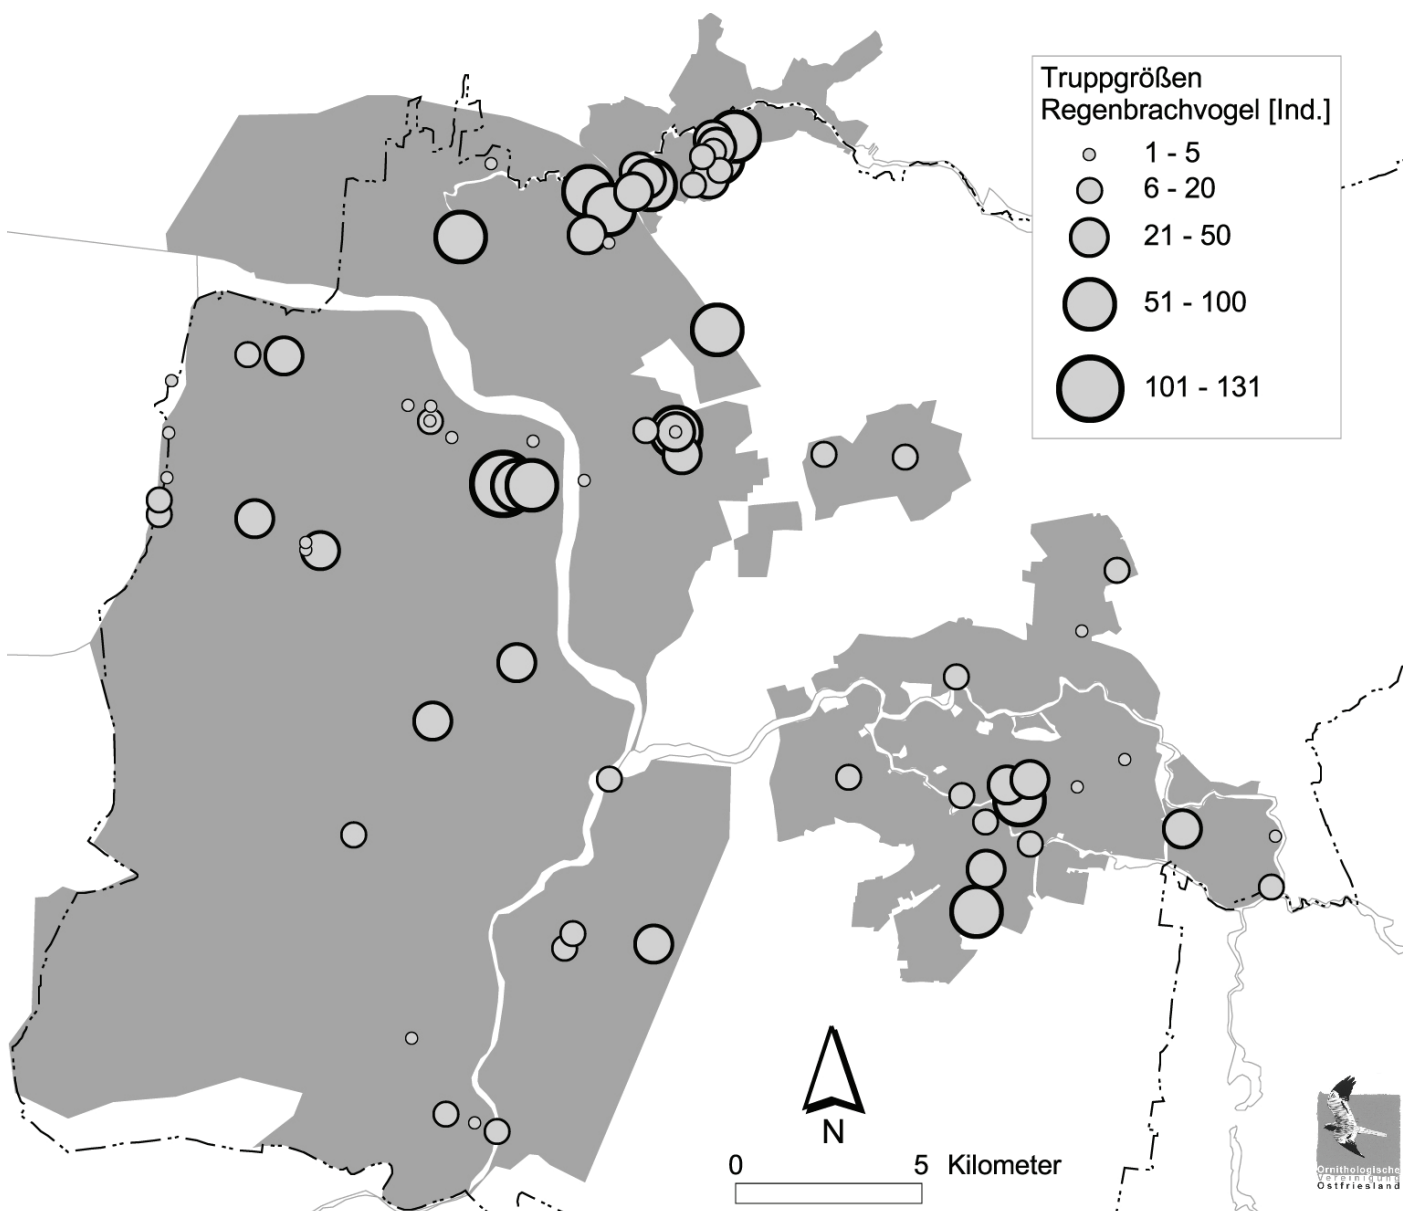 Truppgrößen
Regenbrachvogel [Ind.]
1 - 5
6 - 20
21 - 50
51 - 100
101 - 131
N
0 5 Kilometer
Ornithologische
Vereinigung
Ostfriesland